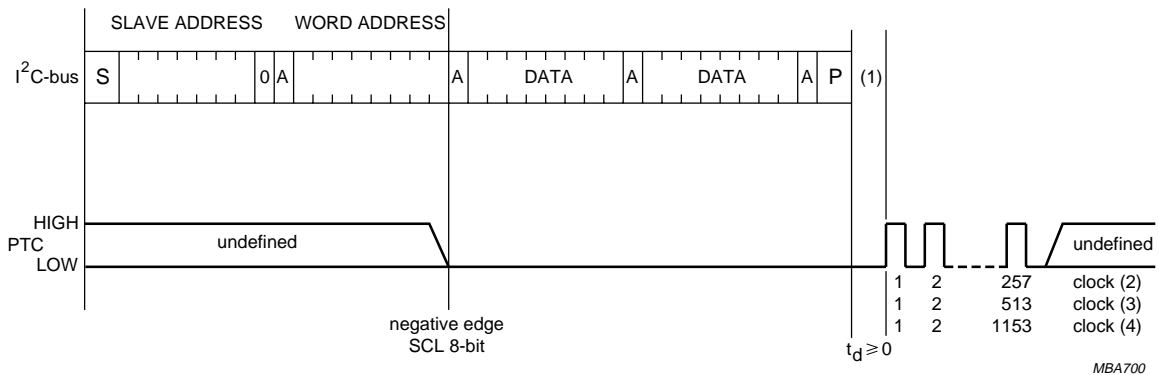 SLAVE ADDRESS WORD ADDRESS
I²C-bus S 0 A A DATA A DATA A P (1)
HIGH
PTC undefined undefined
LOW
1 2 257 clock (2)
1 2 513 clock (3)
1 2 1153 clock (4)
negative edge
SCL 8-bit
t_d ⩾ 0
MBA700